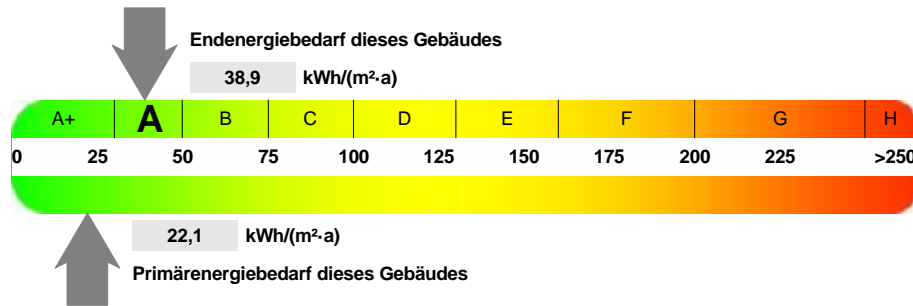 Endenergiebedarf dieses Gebäudes
38,9 kWh/(m²·a)
A+ A B C D E F G H
0 25 50 75 100 125 150 175 200 225 >250
22,1 kWh/(m²·a)
Primärenergiebedarf dieses Gebäudes